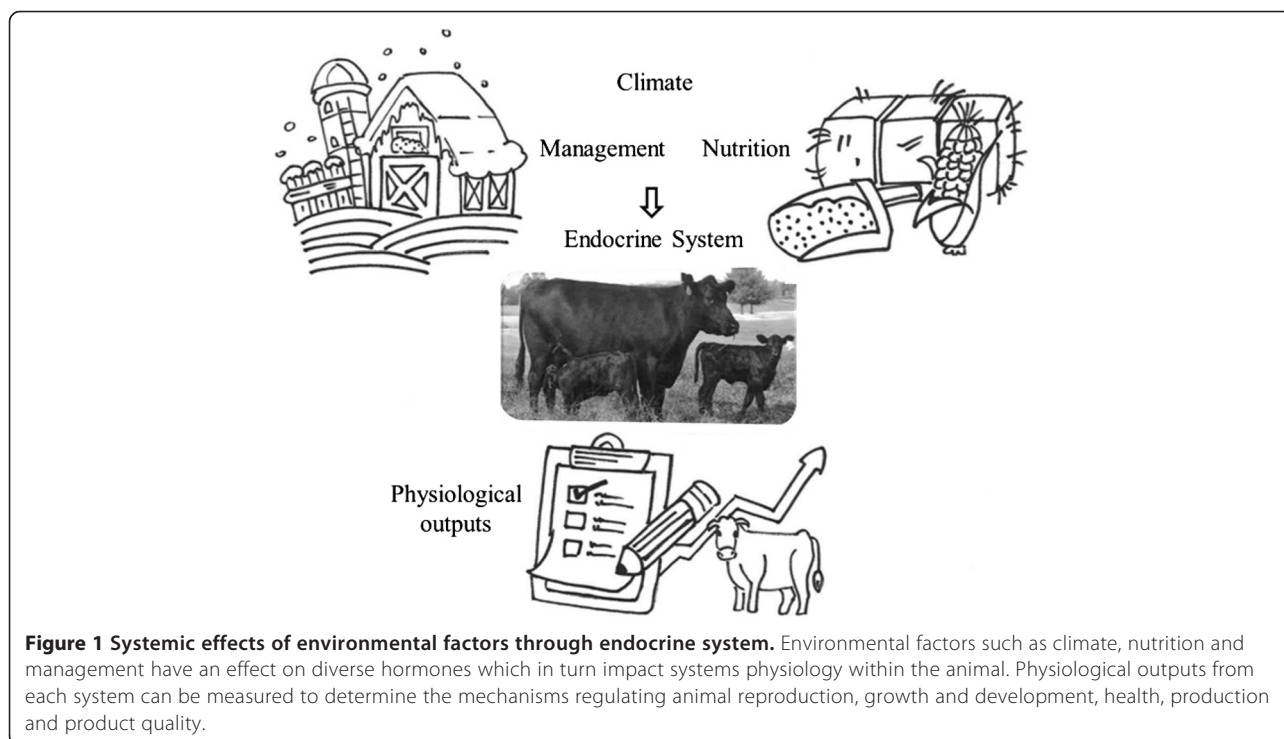 Climate
Management Nutrition
Endocrine System
Physiological
outputs
Figure 1 Systemic effects of environmental factors through endocrine system. Environmental factors such as climate, nutrition and
management have an effect on diverse hormones which in turn impact systems physiology within the animal. Physiological outputs from
each system can be measured to determine the mechanisms regulating animal reproduction, growth and development, health, production
and product quality.